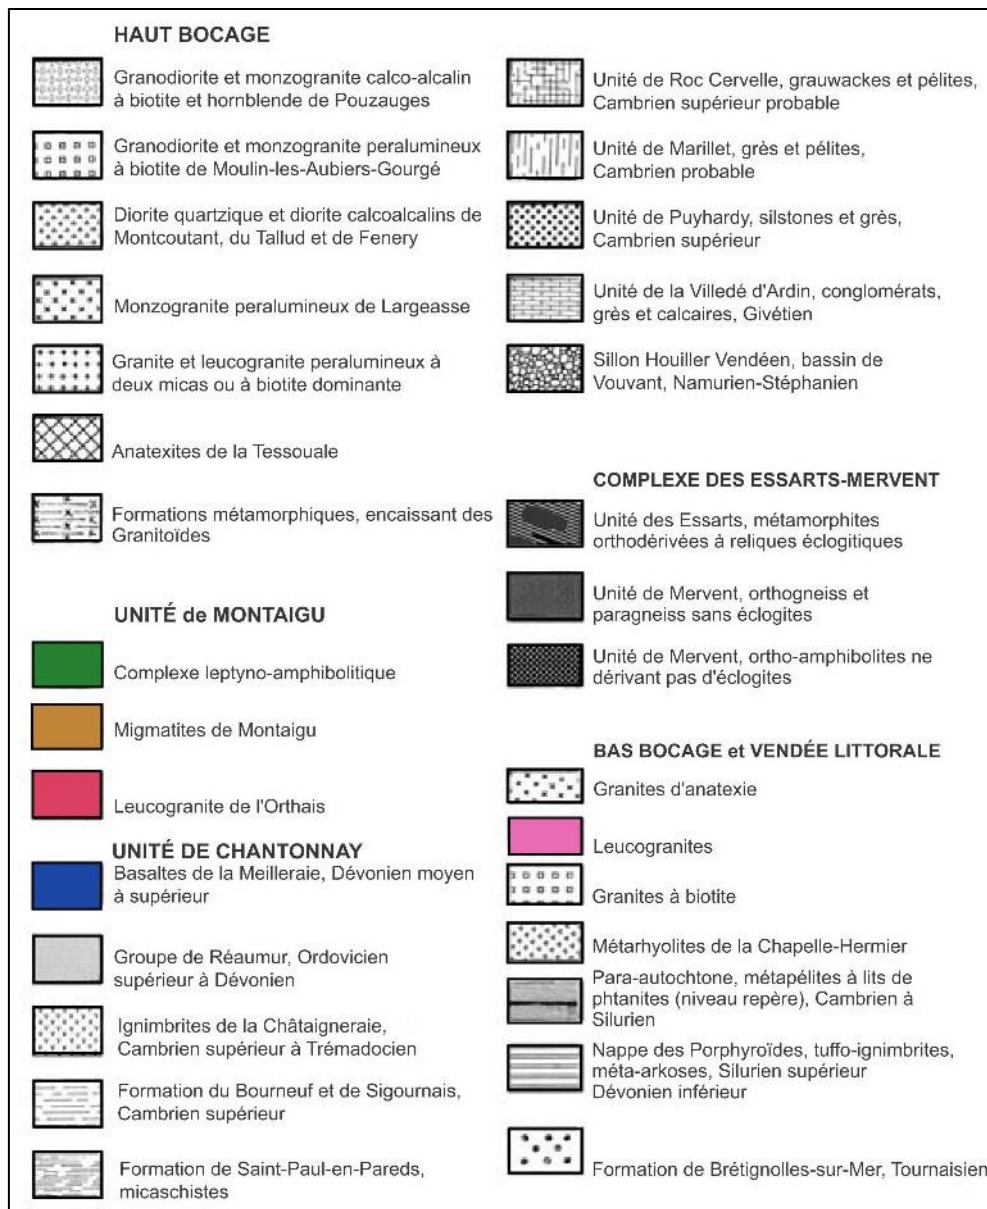 HAUT BOCAGE
Granodiorite et monzogranite calco-alcalin
à biotite et hornblende de Pouzauges
Granodiorite et monzogranite peralumineux
à biotite de Moulin-les-Aubiers-Gourgé
Diorite quartzique et diorite calcoalcalins de
Montcoutant, du Tallud et de Fenery
Monzogranite peralumineux de Largeasse
Granite et leucogranite peralumineux à
deux micas ou à biotite dominante
Anatexites de la Tessouale
Formations métamorphiques, encaissant des
Granitoïdes
UNITÉ de MONTAIGU
Complexe leptyno-amphibolitique
Migmatites de Montaigu
Leucogranite de l'Orthais
UNITÉ DE CHANTONNAY
Basaltes de la Meilleraie, Dévonien moyen
à supérieur
Groupe de Réaumur, Ordovicien
supérieur à Dévonien
Ignimbrites de la Châtaigneraie,
Cambrien supérieur à Trémadocien
Formation du Bourneuf et de Sigournais,
Cambrien supérieur
Formation de Saint-Paul-en-Pareds,
micaschistes
Unité de Roc Cervelle, grauwackes et pélites,
Cambrien supérieur probable
Unité de Marillet, grès et pélites,
Cambrien probable
Unité de Puyhardy, silstones et grès,
Cambrien supérieur
Unité de la Villedé d'Ardin, conglomérats,
grès et calcaires, Givétien
Sillon Houiller Vendéen, bassin de
Vouvant, Namurien-Stéphanien
COMPLEXE DES ESSARTS-MERVENT
Unité des Essarts, métamorphites
orthodérivées à reliques éclogitiques
Unité de Mervent, orthogneiss et
paragneiss sans éclogites
Unité de Mervent, ortho-amphibolites ne
dérivant pas d'éclogites
BAS BOCAGE et VENDÉE LITTORALE
Granites d'anatexie
Leucogranites
Granites à biotite
Métarhyolites de la Chapelle-Hermier
Para-autochtone, métapélites à lits de
phtanites (niveau repère), Cambrien à
Silurien
Nappe des Porphyroïdes, tuffo-ignimbrites,
méta-arkoses, Silurien supérieur
Dévonien inférieur
Formation de Brétignolles-sur-Mer, Tournaisien